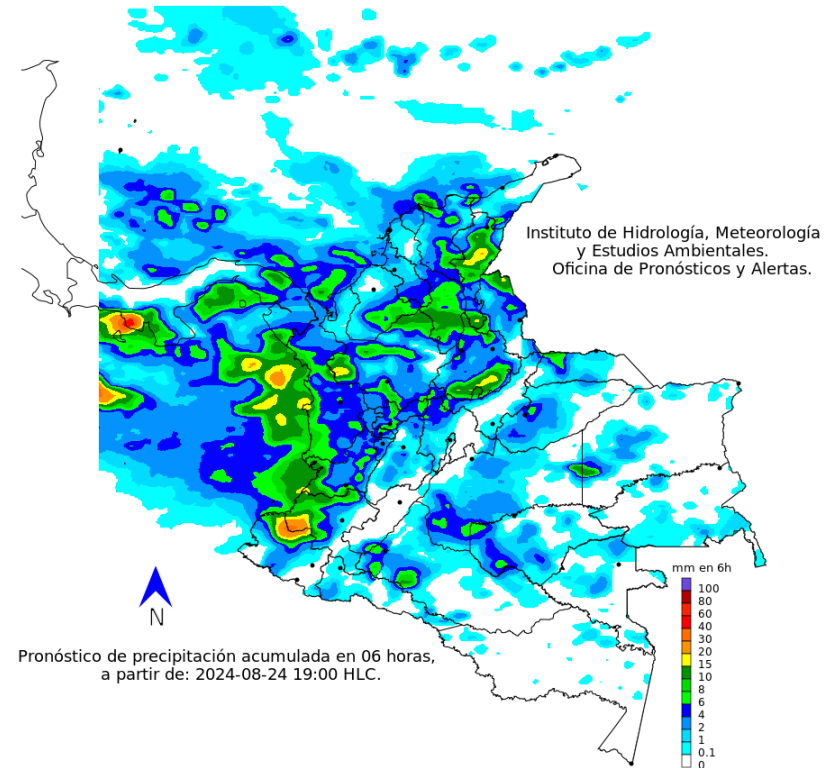 Instituto de Hidrología, Meteorología
y Estudios Ambientales.
Oficina de Pronósticos y Alertas.
mm en 6h
100
80
60
40
30
20
15
10
8
6
4
2
1
0.1
0
N
Pronóstico de precipitación acumulada en 06 horas,
a partir de: 2024-08-24 19:00 HLC.